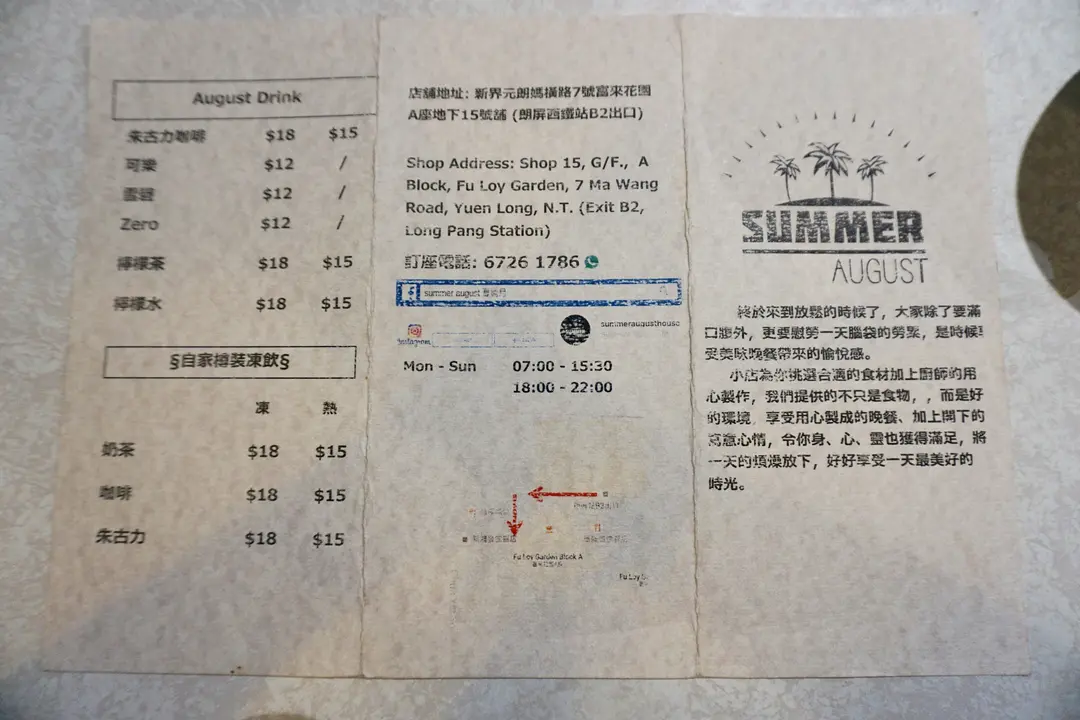 August Drink
朱古力咖啡 $18 $15
可樂 $12 /
雪碧 $12 /
Zero $12 /
檸檬茶 $18 $15
檸檬水 $18 $15
§自家樽裝凍飲§
凍 熱
奶茶 $18 $15
咖啡 $18 $15
朱古力 $18 $15
店舖地址: 新界元朗媽橫路7號富來花園
A座地下15號舖 (朗屏西鐵站B2出口)
Shop Address: Shop 15, G/F., A
Block, Fu Loy Garden, 7 Ma Wang
Road, Yuen Long, N.T. (Exit B2,
Long Pang Station)
訂座電話: 6726 1786
summer august
Instagram
summeraugusthouse
Mon - Sun 07:00 - 15:30
18:00 - 22:00
Fu Loy Garden Block A
Fu Loy
SUMMER
AUGUST
終於來到放鬆的時候了，大家除了要滿
口腹外，更要慰勞一天腦袋的勞累，是時候
受美味晚餐帶來的愉悅感。
小店為你挑選合適的食材加上廚師的用
心製作，我們提供的不只是食物，，而是好
的環境，享受用心製成的晚餐、加上閣下的
寫意心情，令你身、心、靈也獲得滿足，將
一天的煩燥放下，好好享受一天最美好的
時光。